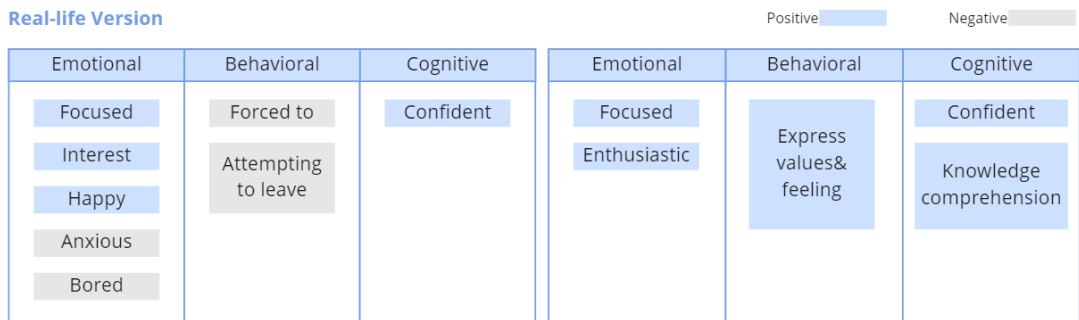 Real-life Version
Positive
Negative
Emotional
Behavioral
Cognitive
Focused
Interest
Happy
Anxious
Bored
Forced to
Attempting
to leave
Confident
Emotional
Behavioral
Cognitive
Focused
Enthusiastic
Express
values&
feeling
Confident
Knowledge
comprehension